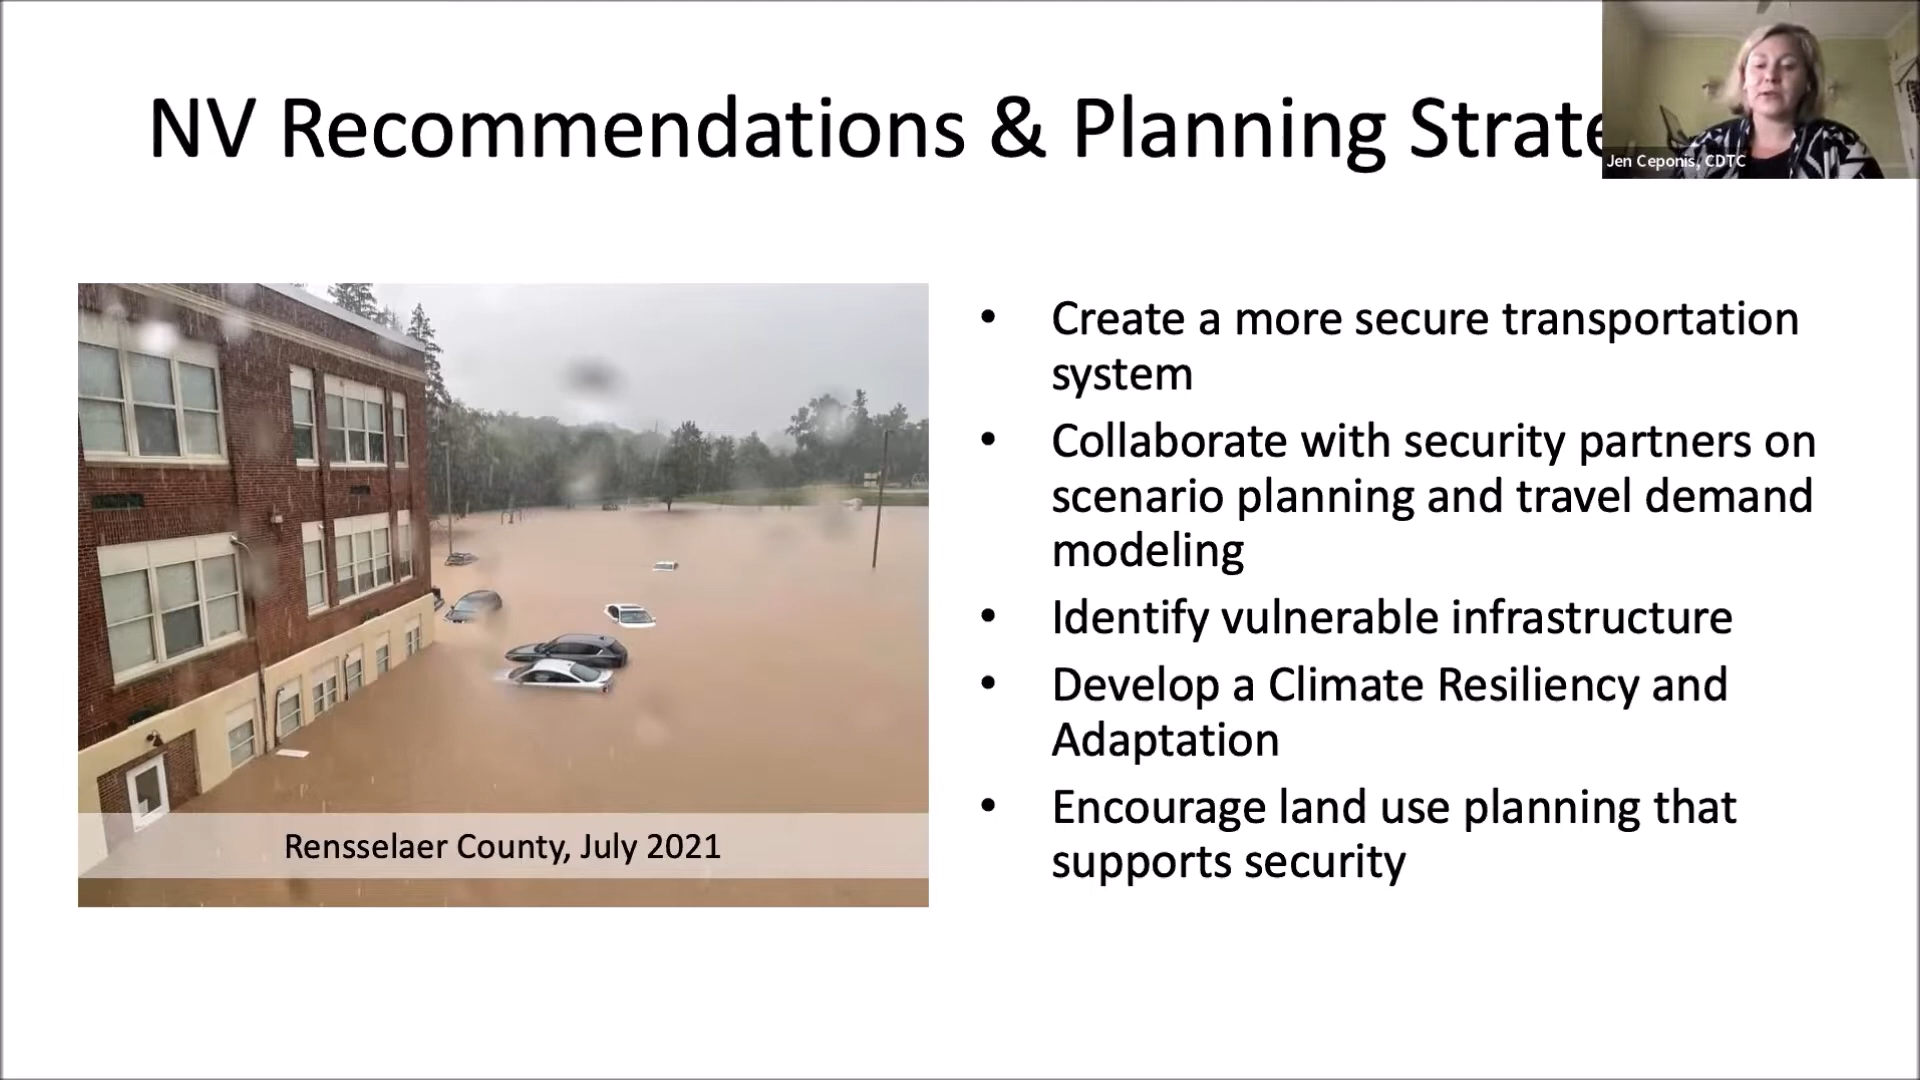 NV Recommendations & Planning Strate
Jen Ceponis, CDTC
• Create a more secure transportation
system
• Collaborate with security partners on
scenario planning and travel demand
modeling
• Identify vulnerable infrastructure
• Develop a Climate Resiliency and
Adaptation
• Encourage land use planning that
supports security
Rensselaer County, July 2021